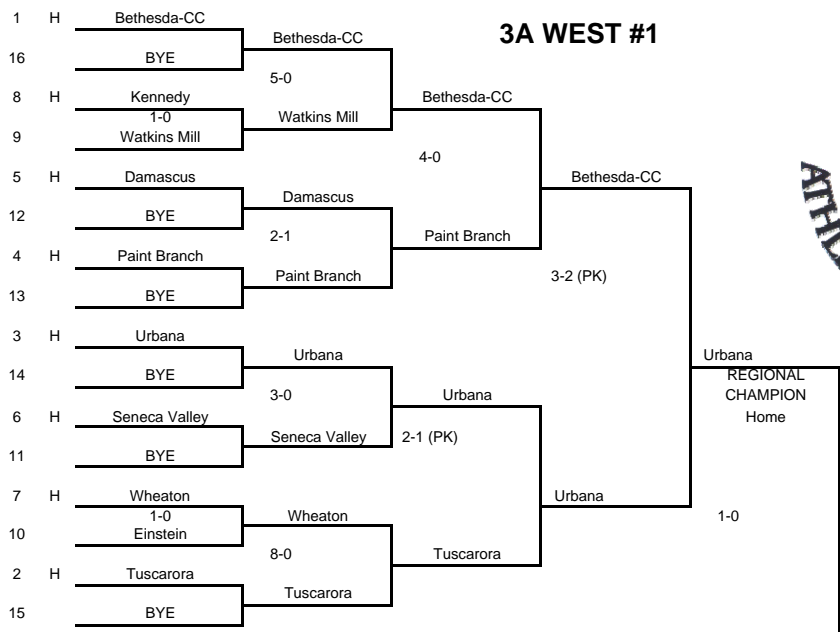 3A WEST #1
1 H Bethesda-CC
Bethesda-CC
16 BYE
5-0
8 H Kennedy
Bethesda-CC
1-0
Watkins Mill
9 Watkins Mill
4-0
5 H Damascus
Bethesda-CC
Damascus
12 BYE
2-1
Paint Branch
4 H Paint Branch
Paint Branch
3-2 (PK)
13 BYE
3 H Urbana
Urbana
Urbana
14 BYE
REGIONAL
CHAMPION
3-0
Urbana
Home
6 H Seneca Valley
Seneca Valley
2-1 (PK)
11 BYE
7 H Wheaton
Urbana
1-0
Wheaton
1-0
10 Einstein
8-0
Tuscarora
2 H Tuscarora
Tuscarora
15 BYE